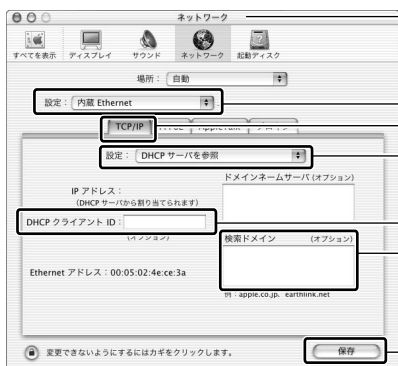 ネットワーク
すべてを表示 ディスプレイ サウンド ネットワーク 起動ディスク
場所： 自動
設定： 内蔵 Ethernet
TCP/IP AppleTalk
設定： DHCP サーバを参照
ドメインネームサーバ (オプション)
IP アドレス：
(DHCP サーバから割り当てられます)
DHCP クライアント ID：
(オプション)
検索ドメイン (オプション)
Ethernet アドレス：00:05:02:4e:ce:3a
例：apple.co.jp, earthlink.net
変更できないようにするにはカギをクリックします。
保存